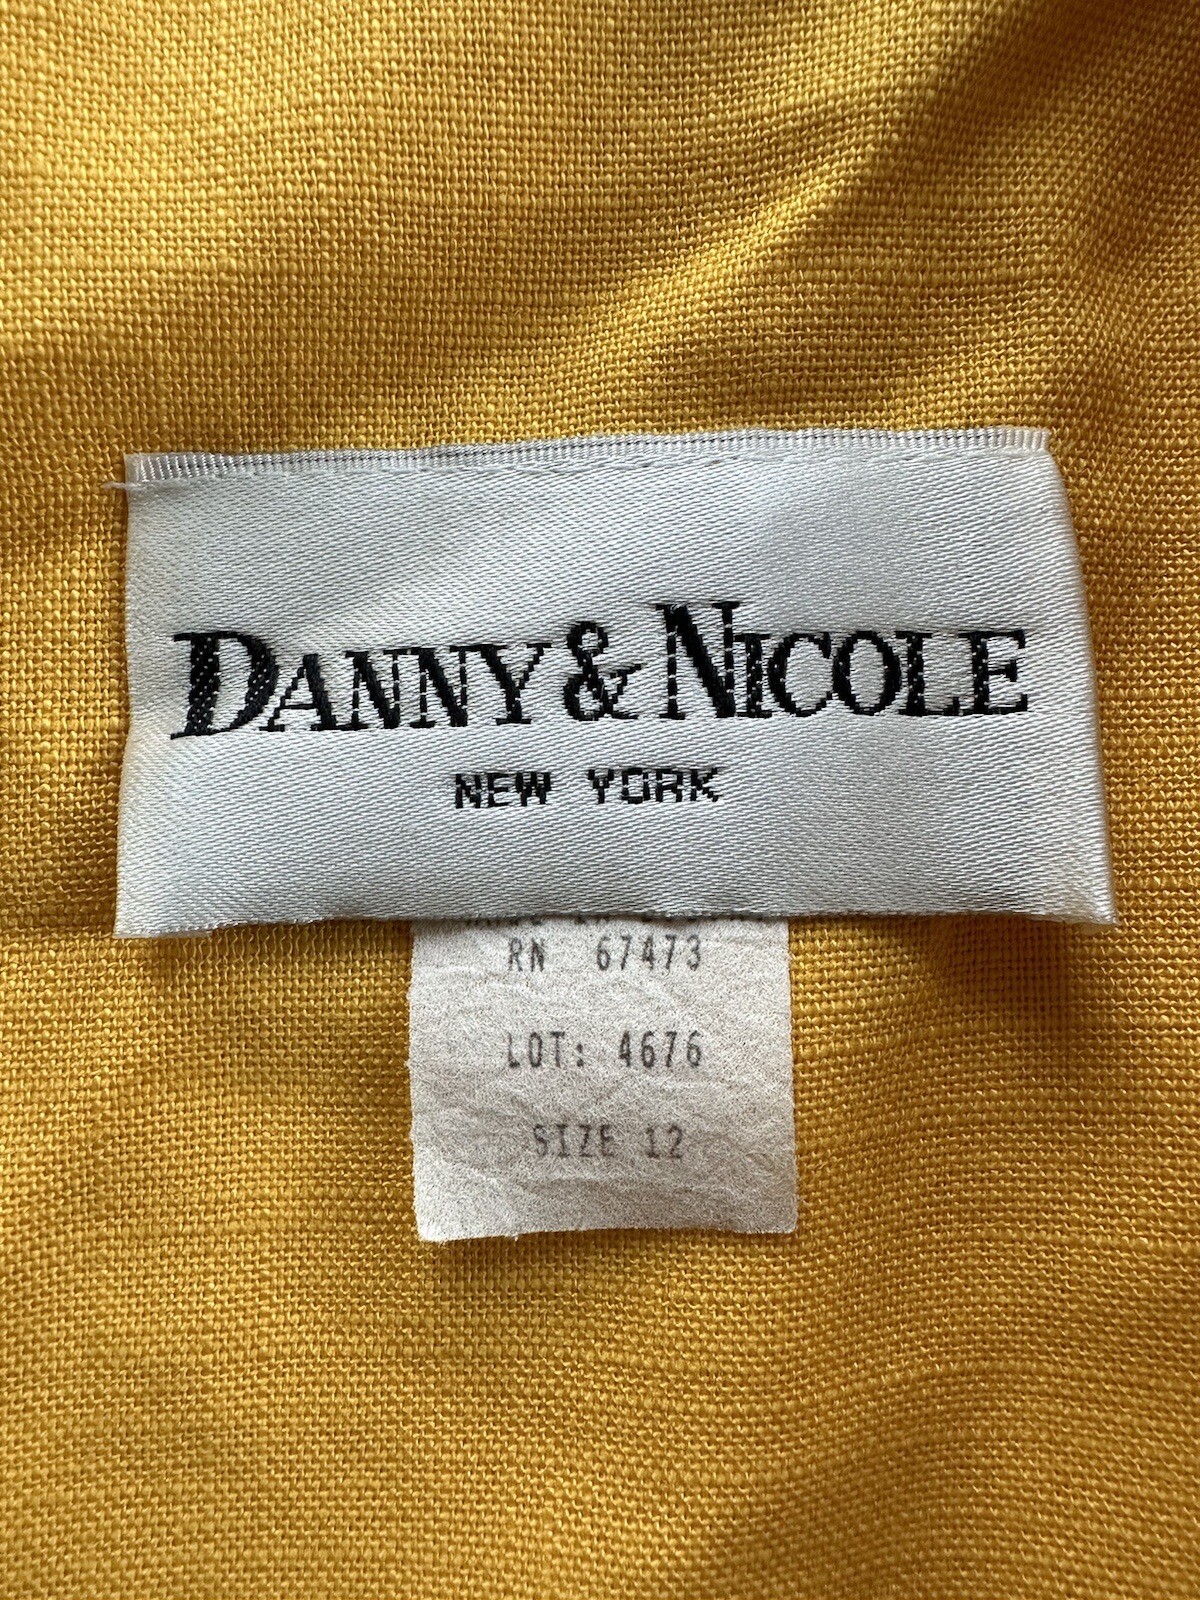 DANNY & NICOLE
NEW YORK
RN 67473
LOT: 4676
SIZE 12